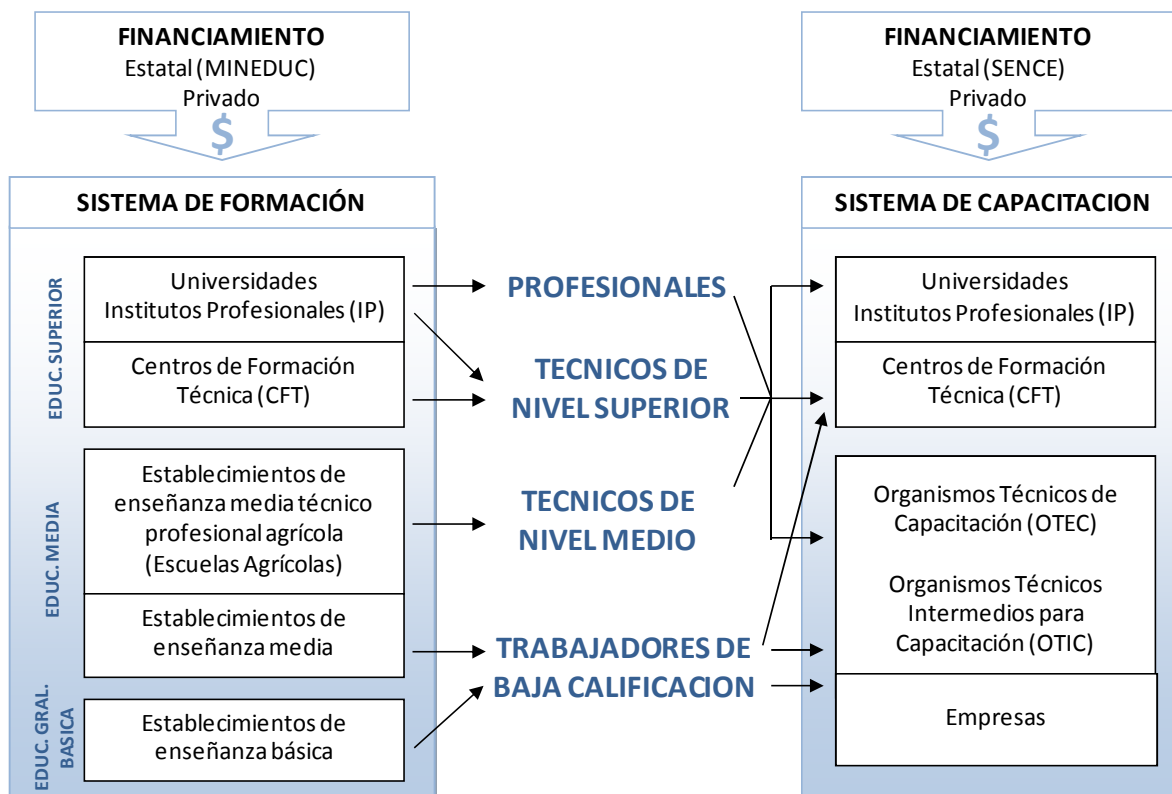 FINANCIAMIENTO
Estatal (MINEDUC)
Privado
$
FINANCIAMIENTO
Estatal (SENCE)
Privado
$
SISTEMA DE FORMACIÓN
EDUC. SUPERIOR
Universidades
Institutos Profesionales (IP)
Centros de Formación
Técnica (CFT)
EDUC. MEDIA
Establecimientos de
enseñanza media técnico
profesional agrícola
(Escuelas Agrícolas)
Establecimientos de
enseñanza media
EDUC. GRAL.
BASICA
Establecimientos de
enseñanza básica
PROFESIONALES
TECNICOS DE
NIVEL SUPERIOR
TECNICOS DE
NIVEL MEDIO
TRABAJADORES DE
BAJA CALIFICACION
SISTEMA DE CAPACITACION
Universidades
Institutos Profesionales (IP)
Centros de Formación
Técnica (CFT)
Organismos Técnicos de
Capacitación (OTEC)
Organismos Técnicos
Intermedios para
Capacitación (OTIC)
Empresas